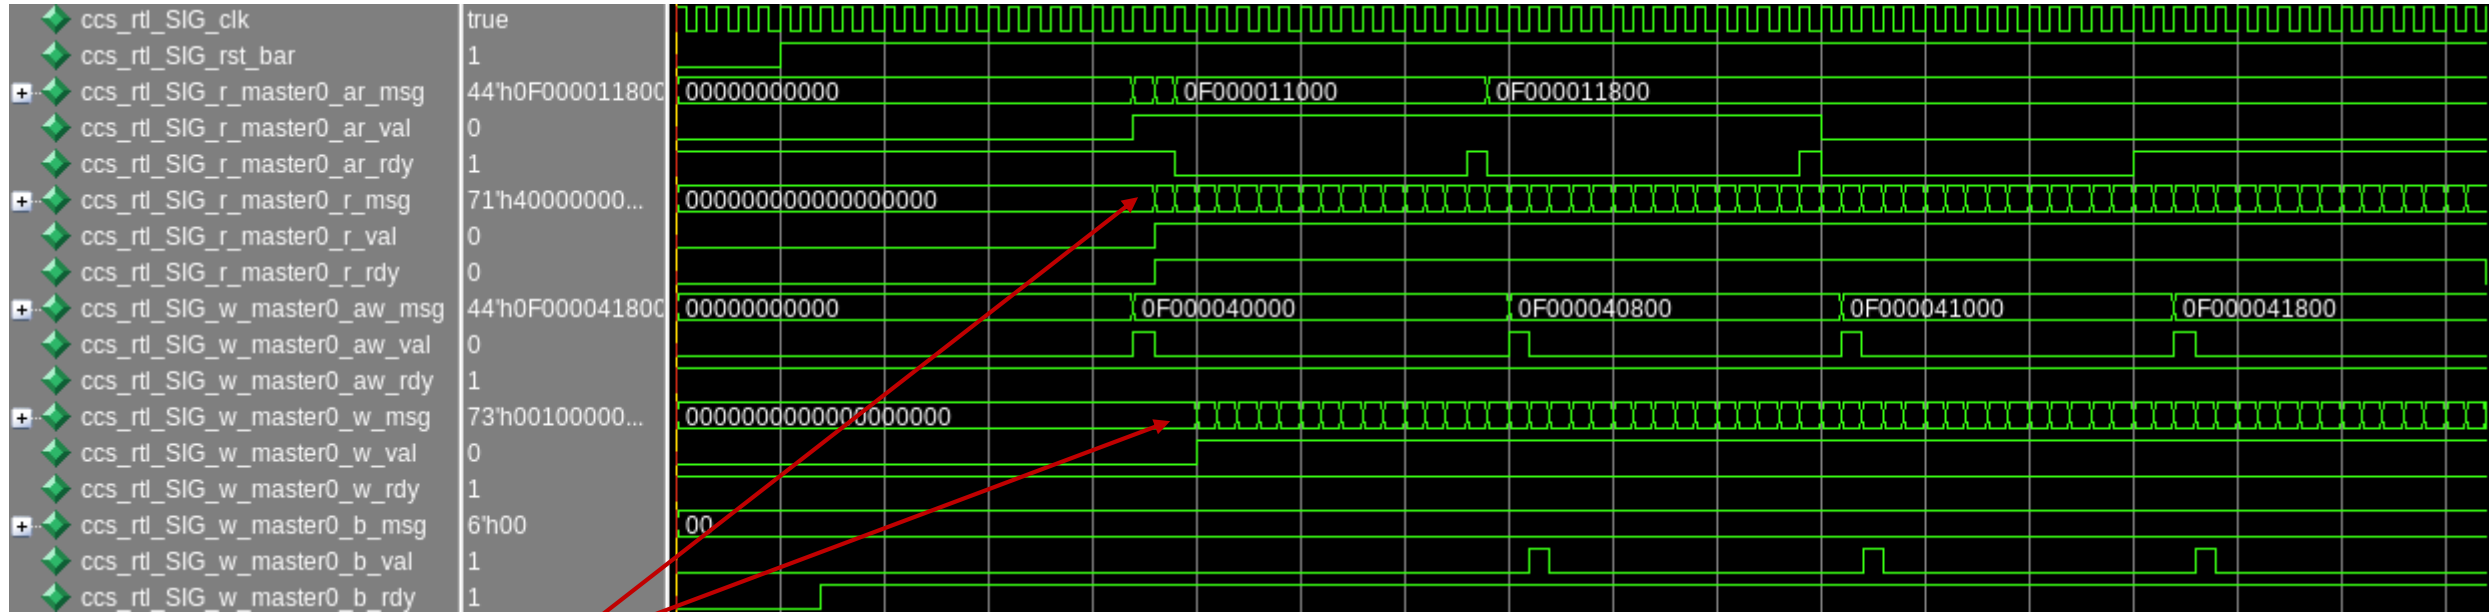 ccs_rtl_SIG_clk true
ccs_rtl_SIG_rst_bar 1
ccs_rtl_SIG_r_master0_ar_msg 44'h0F000011800 00000000000 0F000011000 0F000011800
ccs_rtl_SIG_r_master0_ar_val 0
ccs_rtl_SIG_r_master0_ar_rdy 1
ccs_rtl_SIG_r_master0_r_msg 71'h40000000... 000000000000000000
ccs_rtl_SIG_r_master0_r_val 0
ccs_rtl_SIG_r_master0_r_rdy 0
ccs_rtl_SIG_w_master0_aw_msg 44'h0F000041800 00000000000 0F000040000 0F000040800 0F000041000 0F000041800
ccs_rtl_SIG_w_master0_aw_val 0
ccs_rtl_SIG_w_master0_aw_rdy 1
ccs_rtl_SIG_w_master0_w_msg 73'h00100000... 0000000000000000000
ccs_rtl_SIG_w_master0_w_val 0
ccs_rtl_SIG_w_master0_w_rdy 1
ccs_rtl_SIG_w_master0_b_msg 6'h00 00
ccs_rtl_SIG_w_master0_b_val 1
ccs_rtl_SIG_w_master0_b_rdy 1